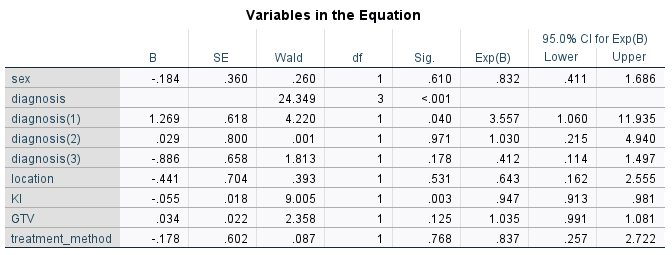 Variables in the Equation
95.0% CI for Exp(B)
B SE Wald df Sig. Exp(B) Lower Upper
sex -.184 .360 .260 1 .610 .832 .411 1.686
diagnosis 24.349 3 <.001
diagnosis(1) 1.269 .618 4.220 1 .040 3.557 1.060 11.935
diagnosis(2) .029 .800 .001 1 .971 1.030 .215 4.940
diagnosis(3) -.886 .658 1.813 1 .178 .412 .114 1.497
location -.441 .704 .393 1 .531 .643 .162 2.555
KI -.055 .018 9.005 1 .003 .947 .913 .981
GTV .034 .022 2.358 1 .125 1.035 .991 1.081
treatment_method -.178 .602 .087 1 .768 .837 .257 2.722